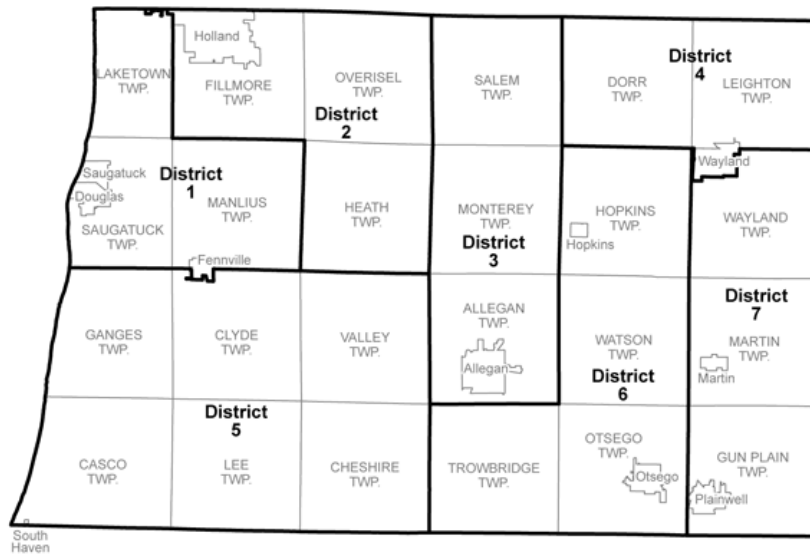 Holland
LAKETOWN
TWP.
FILLMORE
TWP.
OVERISEL
TWP.
District
2
SALEM
TWP.
DORR
TWP.
District
4
LEIGHTON
TWP.
Saugatuck
Douglas
SAUGATUCK
TWP.
District
1
MANLIUS
TWP.
Fennville
HEATH
TWP.
MONTEREY
TWP.
District
3
HOPKINS
TWP.
Hopkins
Wayland
WAYLAND
TWP.
GANGES
TWP.
CLYDE
TWP.
VALLEY
TWP.
ALLEGAN
TWP.
Allegan
WATSON
TWP.
District
6
District
7
MARTIN
TWP.
Martin
District
5
CASCO
TWP.
LEE
TWP.
CHESHIRE
TWP.
TROWBRIDGE
TWP.
OTSEGO
TWP.
Otsego
GUN PLAIN
TWP.
Plainwell
South
Haven